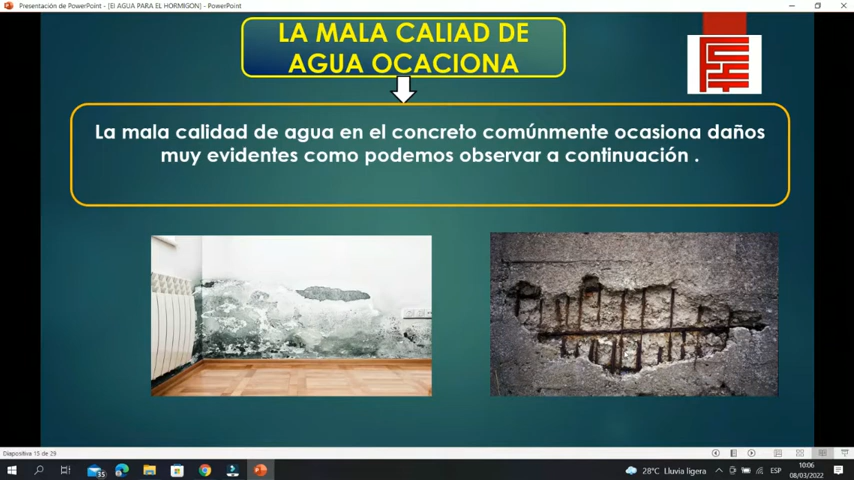 Presentación de PowerPoint - [El AGUA PARA EL HORMIGON] - PowerPoint
LA MALA CALIAD DE
AGUA OCACIONA
La mala calidad de agua en el concreto comúnmente ocasiona daños
muy evidentes como podemos observar a continuación .
Diapositiva 15 de 29
35
28°C Lluvia ligera
ESP
10:06
08/03/2022